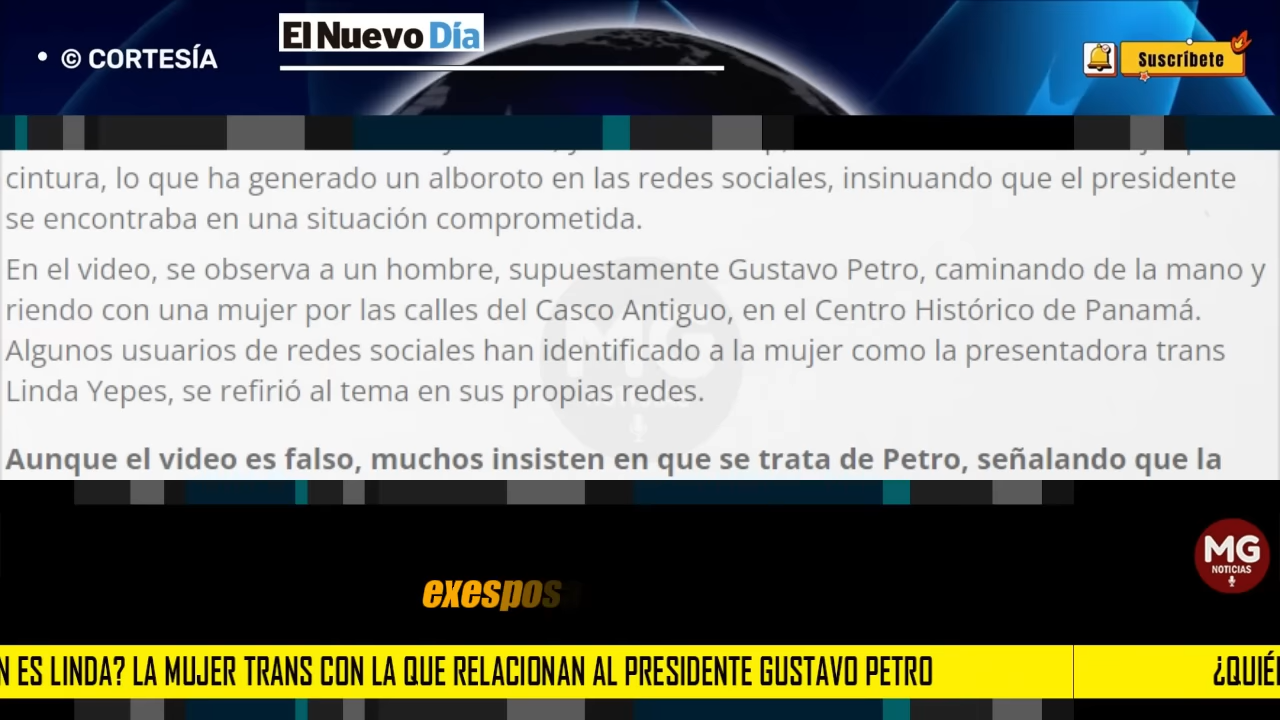 © CORTESÍA
El Nuevo Día
Suscríbete
cintura, lo que ha generado un alboroto en las redes sociales, insinuando que el presidente
se encontraba en una situación comprometida.
En el video, se observa a un hombre, supuestamente Gustavo Petro, caminando de la mano y
riendo con una mujer por las calles del Casco Antiguo, en el Centro Histórico de Panamá.
Algunos usuarios de redes sociales han identificado a la mujer como la presentadora trans
Linda Yepes, se refirió al tema en sus propias redes.
Aunque el video es falso, muchos insisten en que se trata de Petro, señalando que la
MG
NOTICIAS
exespos
N ES LINDA? LA MUJER TRANS CON LA QUE RELACIONAN AL PRESIDENTE GUSTAVO PETRO
¿QUIÉ